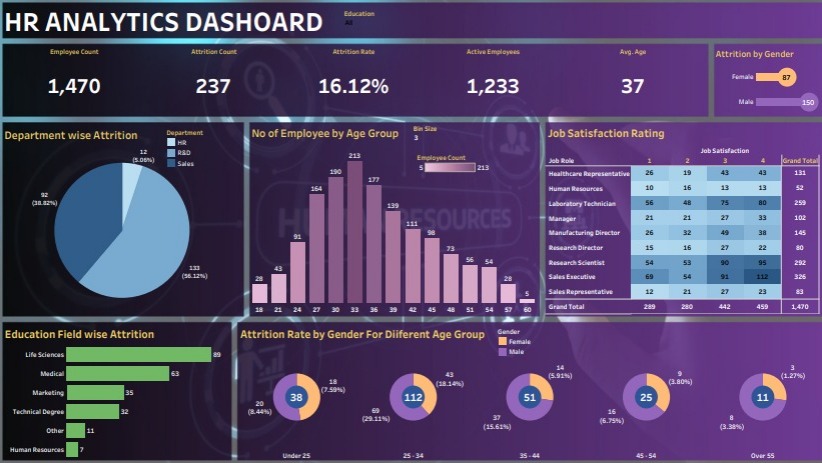 HR ANALYTICS DASHOARD
Education
All
Employee Count
Attrition Count
Attrition Rate
Active Employees
Avg. Age
1,470
237
16.12%
1,233
37
Attrition by Gender
Female 87
Male 150
Department wise Attrition
Department
HR
R&D
Sales
12
(5.06%)
92
(38.82%)
133
(56.12%)
No of Employee by Age Group
Bin Size
3
Employee Count
5 213
28 43 91 164 190 213 177 139 111 98 73 56 54 28 5
18 21 24 27 30 33 36 39 42 45 48 51 54 57 60
Job Satisfaction Rating
Job Satisfaction
Job Role 1 2 3 4 Grand Total
Healthcare Representative 26 19 43 43 131
Human Resources 10 16 13 13 52
Laboratory Technician 56 48 75 80 259
Manager 21 21 27 33 102
Manufacturing Director 26 32 49 38 145
Research Director 15 16 27 22 80
Research Scientist 54 53 90 95 292
Sales Executive 69 54 91 112 326
Sales Representative 12 21 27 23 83
Grand Total 289 280 442 459 1,470
Education Field wise Attrition
Life Sciences 89
Medical 63
Marketing 35
Technical Degree 32
Other 11
Human Resources 7
Attrition Rate by Gender For Diiferent Age Group
Gender
Female
Male
38
18
(7.59%)
20
(8.44%)
Under 25
112
43
(18.14%)
69
(29.11%)
25 - 34
51
14
(5.91%)
37
(15.61%)
35 - 44
25
9
(3.80%)
16
(6.75%)
45 - 54
11
3
(1.27%)
8
(3.38%)
Over 55